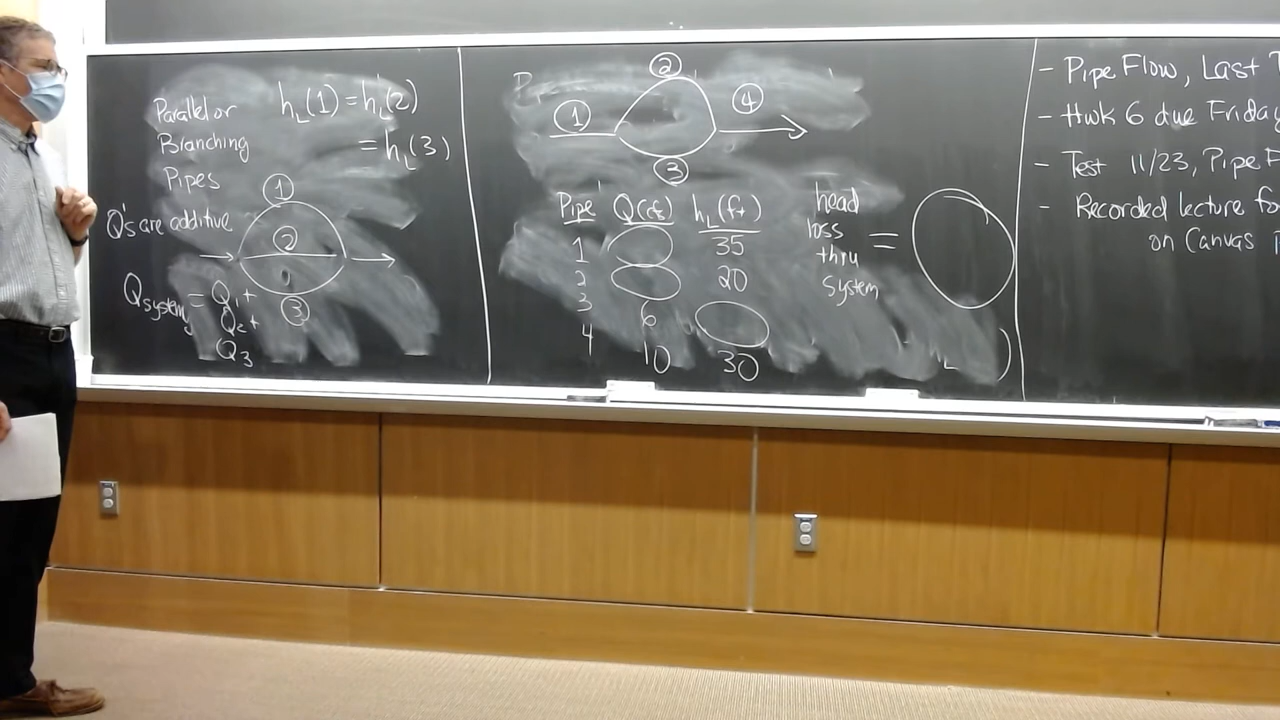 Parallel or
Branching
Pipes
h_L(1) = h_L(2)
= h_L(3)
Q's are additive
①
②
③
Q_system = Q_1 +
Q_2 +
Q_3
P
①
②
③
④
Pipe Q(cfs) h_L(ft)
1 35
2 20
3 6
4 10 30
head
loss
thru
system
=
L )
- Pipe Flow, Last
- Hwk 6 due Friday
- Test 11/23, Pipe F
- Recorded lecture for
on Canvas